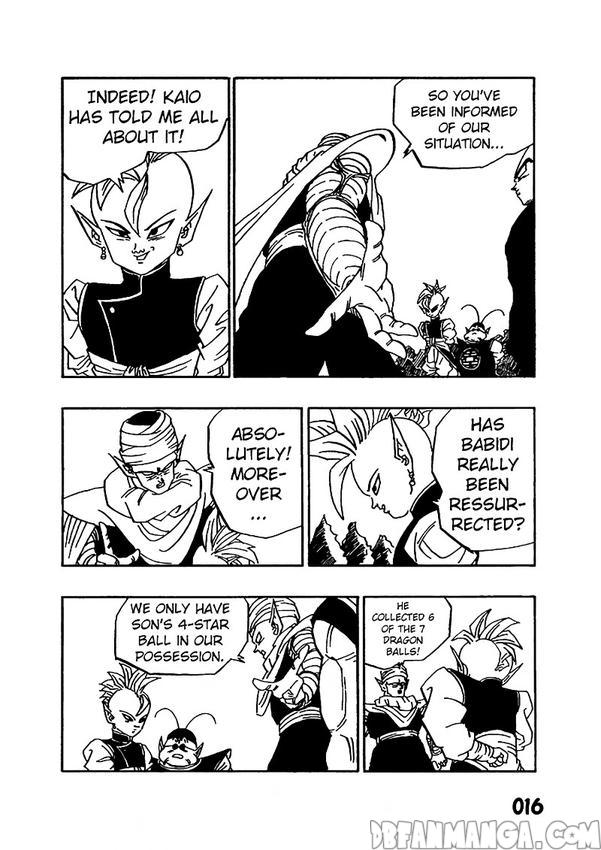 SO YOU'VE
BEEN INFORMED
OF OUR
SITUATION...
INDEED! KAIO
HAS TOLD ME ALL
ABOUT IT!
HAS
BABIDI
REALLY
BEEN
RESSUR-
RECTED?
ABSO-
LUTELY!
MORE-
OVER
...
HE
COLLECTED 6
OF THE 7
DRAGON
BALLS!
WE ONLY HAVE
SON'S 4-STAR
BALL IN OUR
POSSESSION.
016
DBFANMANGA.COM